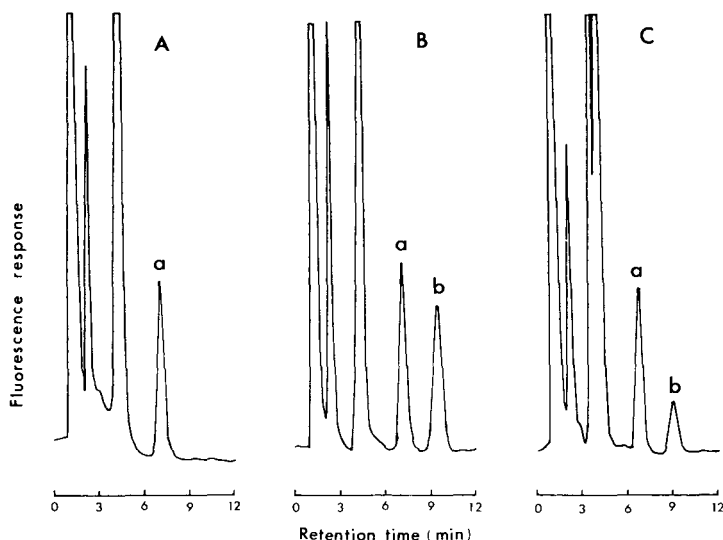 A B C
a
a
b
a
b
Fluorescence response
0 3 6 9 12 0 3 6 9 12 0 3 6 9 12
Retention time (min)